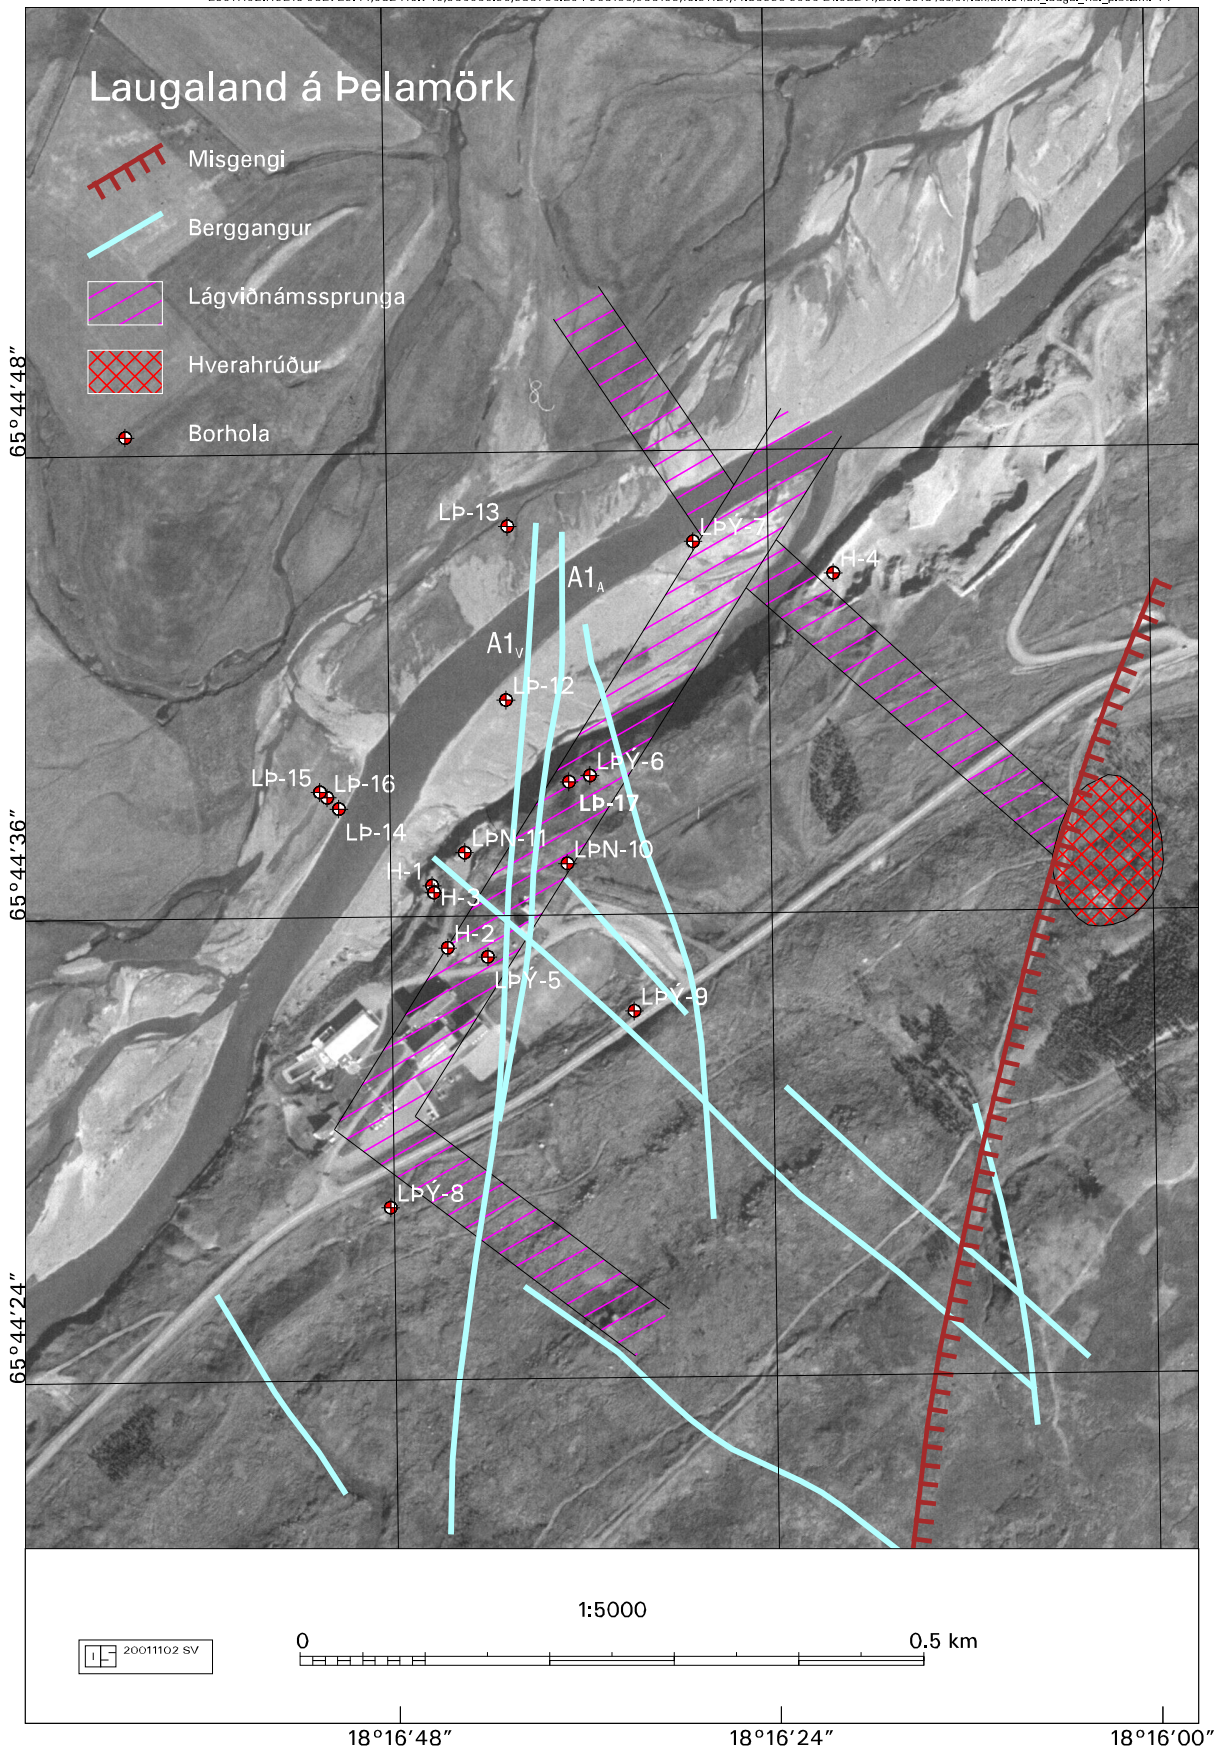 Laugaland á Þelamörk
Misgengi
Berggangur
Lágviðnámssprunga
Hverahrúður
Borhola
65°44'48"
LÞ-13
LÞÝ-7
H-4
A1A
A1V
LÞ-12
LÞÝ-6
LÞ-15
LÞ-16
LÞ-17
LÞ-14
65°44'36"
LÞN-11
LÞN-10
H-1
H-3
H-2
LÞÝ-5
LÞÝ-9
LÞÝ-8
65°44'24"
1:5000
20011102 SV
0
0.5 km
18°16'48"
18°16'24"
18°16'00"